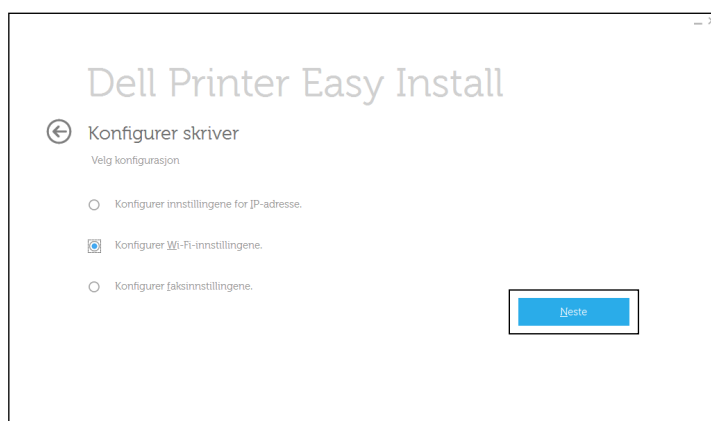 Dell Printer Easy Install
Konfigurer skriver
Velg konfigurasjon
Konfigurer innstillingene for IP-adresse.
Konfigurer Wi-Fi-innstillingene.
Konfigurer faksinnstillingene.
Neste